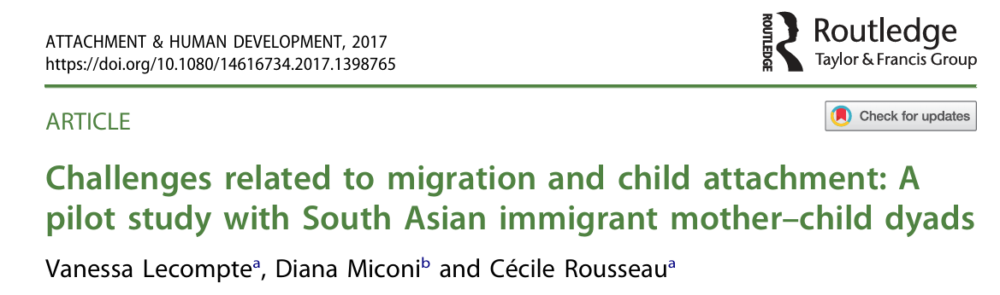 ATTACHMENT & HUMAN DEVELOPMENT, 2017
https://doi.org/10.1080/14616734.2017.1398765
ROUTLEDGE
Routledge
Taylor & Francis Group
ARTICLE
Check for updates
Challenges related to migration and child attachment: A
pilot study with South Asian immigrant mother–child dyads
Vanessa Lecompteᵃ, Diana Miconiᵇ and Cécile Rousseauᵃ